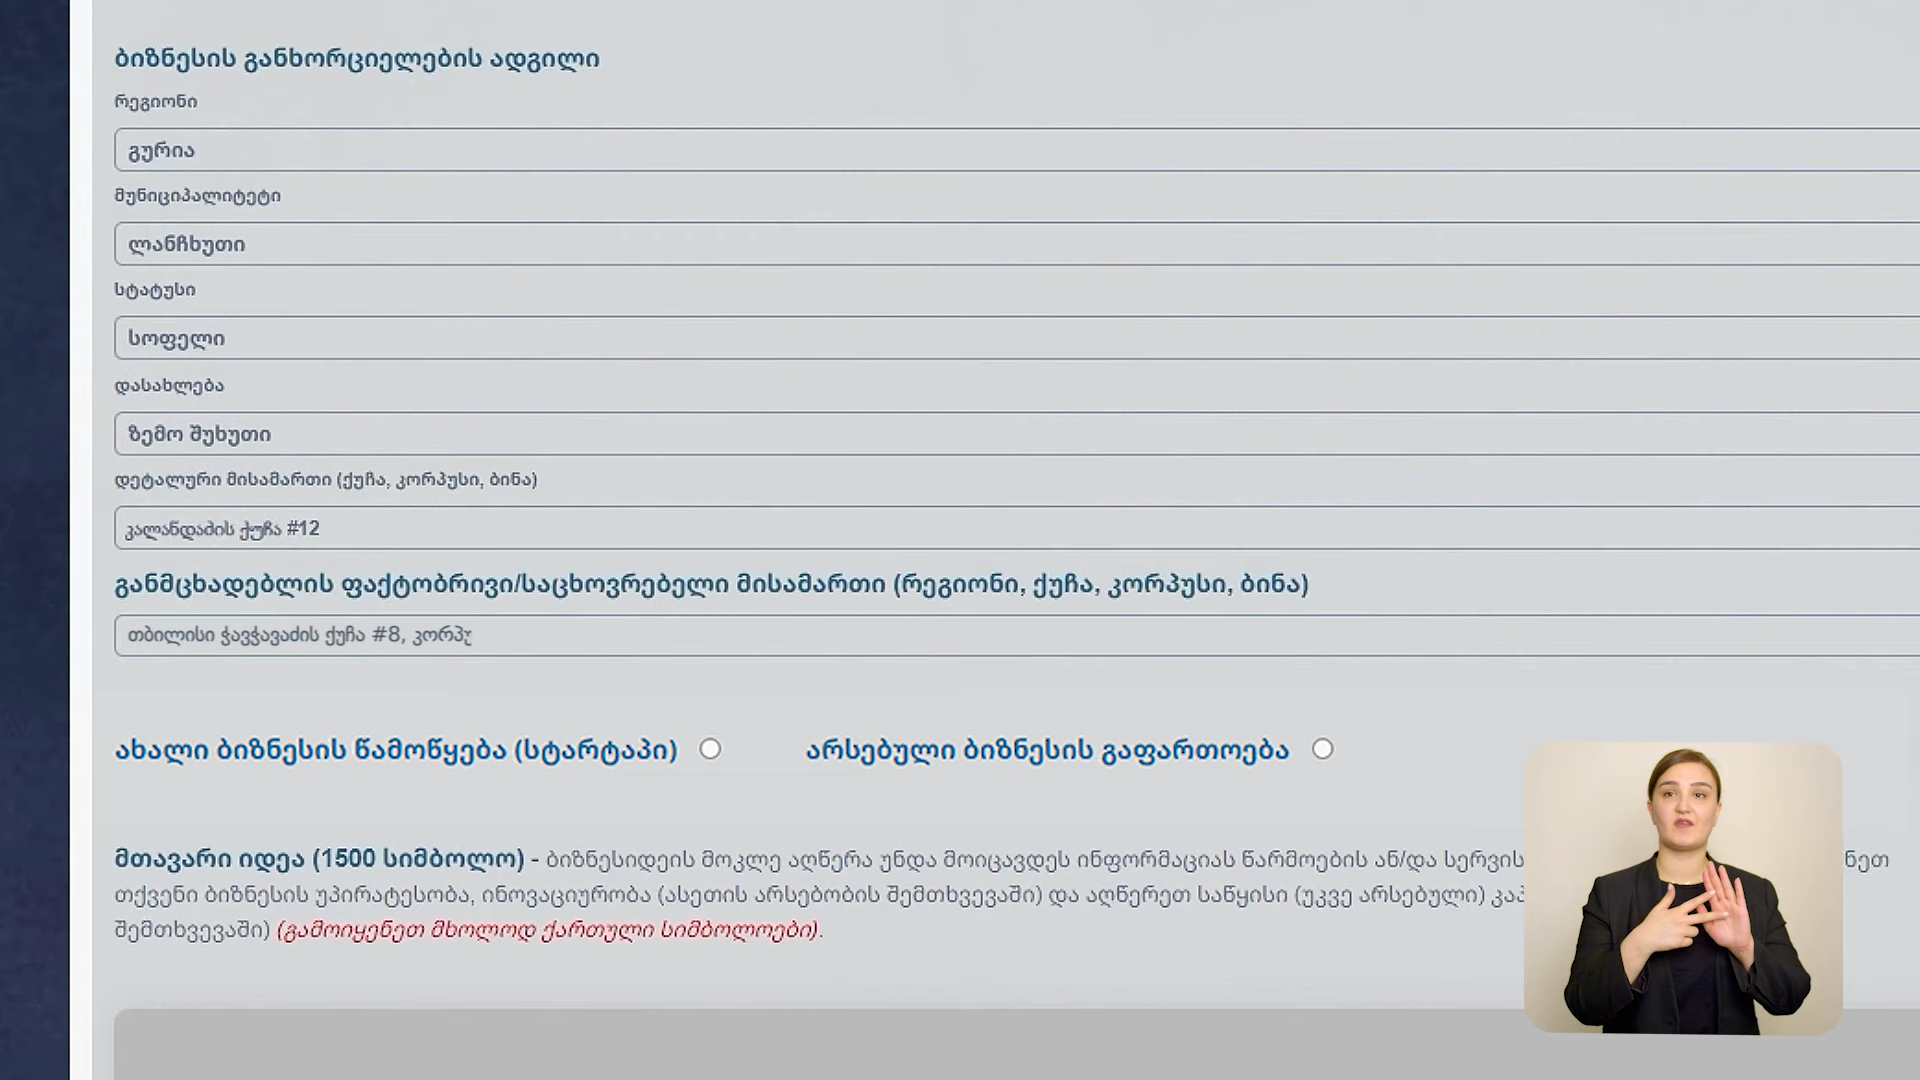 ბიზნესის განხორციელების ადგილი
რეგიონი
გურია
მუნიციპალიტეტი
ლანჩხუთი
სტატუსი
სოფელი
დასახლება
ზემო შუხუთი
დეტალური მისამართი (ქუჩა, კორპუსი, ბინა)
კალანდაძის ქუჩა #12
განმცხადებლის ფაქტობრივი/საცხოვრებელი მისამართი (რეგიონი, ქუჩა, კორპუსი, ბინა)
თბილისი ჭავჭავაძის ქუჩა #8, კორპუ
ახალი ბიზნესის წამოწყება (სტარტაპი) არსებული ბიზნესის გაფართოება
მთავარი იდეა (1500 სიმბოლო) - ბიზნესიდეის მოკლე აღწერა უნდა მოიცავდეს ინფორმაციას წარმოების ან/და სერვის
თქვენი ბიზნესის უპირატესობა, ინოვაციურობა (ასეთის არსებობის შემთხვევაში) და აღწერეთ საწყისი (უკვე არსებული)
შემთხვევაში) (გამოიყენეთ მხოლოდ ქართული სიმბოლოები).